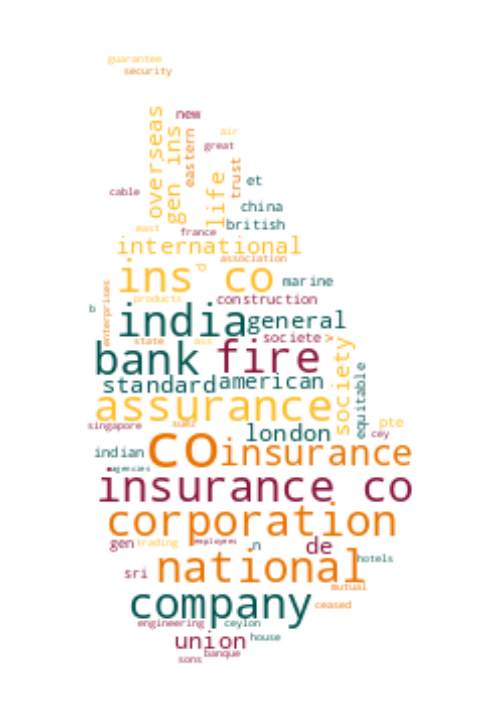 guarantee
security
overseas
gen ins
eastern
new
air
great
life
trust
et
cable
china
british
east
france
international
association
ins co
p
marine
enterprises
products
construction
b
india
general
state
ass
societe
y
bank
fire
society
standard
american
equitable
assurance
singapore
suez
london
pte
cey
co
indian
insurance
agencies
insurance co
corporation
gen
trading
employees
n
de
national
hotels
sri
mutual
company
ceased
engineering
ceylon
union
house
banque
sons